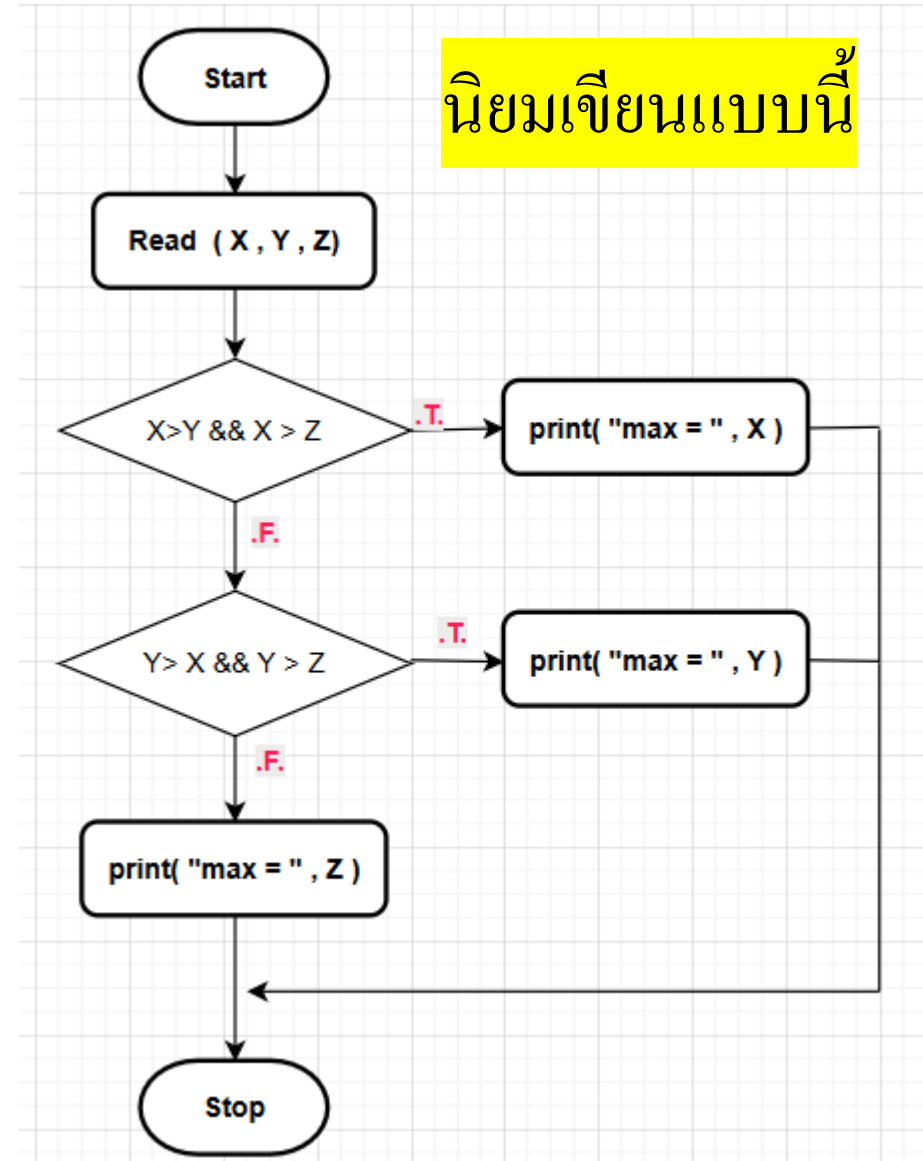 Start
นิยมเขียนแบบนี้
Read ( X , Y , Z)
X>Y && X > Z
.T.
print( "max = " , X )
.F.
Y> X && Y > Z
.T.
print( "max = " , Y )
.F.
print( "max = " , Z )
Stop